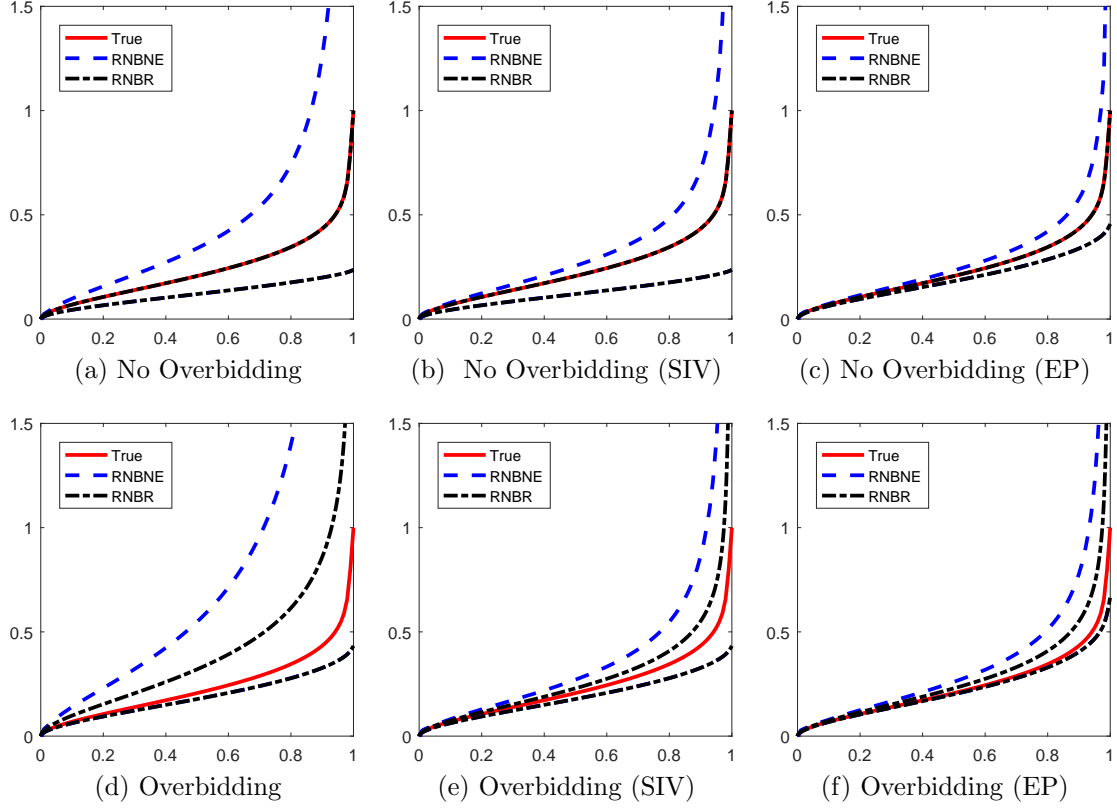 1.5
1
0.5
0
0 0.2 0.4 0.6 0.8 1
True
RNBNE
RNBR
(a) No Overbidding
1.5
1
0.5
0
0 0.2 0.4 0.6 0.8 1
True
RNBNE
RNBR
(b) No Overbidding (SIV)
1.5
1
0.5
0
0 0.2 0.4 0.6 0.8 1
True
RNBNE
RNBR
(c) No Overbidding (EP)
1.5
1
0.5
0
0 0.2 0.4 0.6 0.8 1
True
RNBNE
RNBR
(d) Overbidding
1.5
1
0.5
0
0 0.2 0.4 0.6 0.8 1
True
RNBNE
RNBR
(e) Overbidding (SIV)
1.5
1
0.5
0
0 0.2 0.4 0.6 0.8 1
True
RNBNE
RNBR
(f) Overbidding (EP)